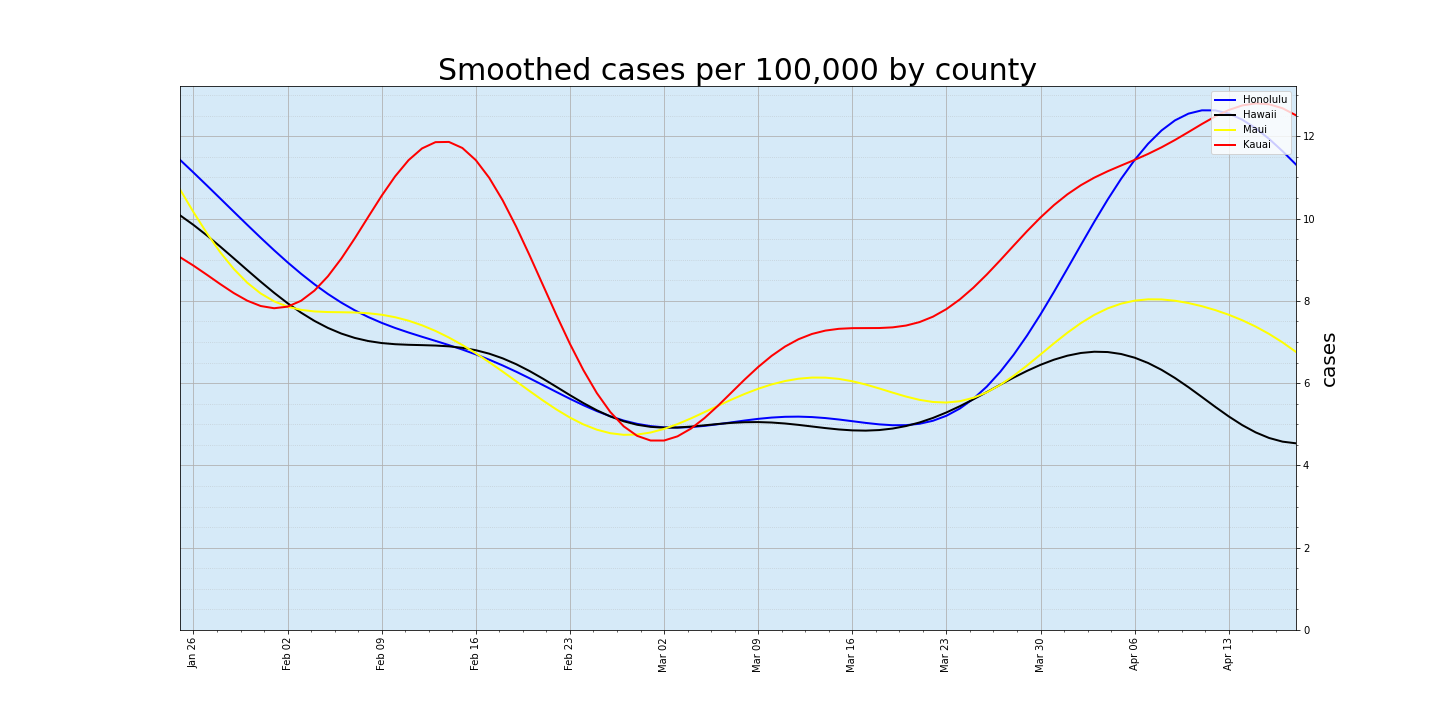 Smoothed cases per 100,000 by county
Honolulu
Hawaii
Maui
Kauai
12
10
8
6
4
2
0
cases
Jan 26
Feb 02
Feb 09
Feb 16
Feb 23
Mar 02
Mar 09
Mar 16
Mar 23
Mar 30
Apr 06
Apr 13